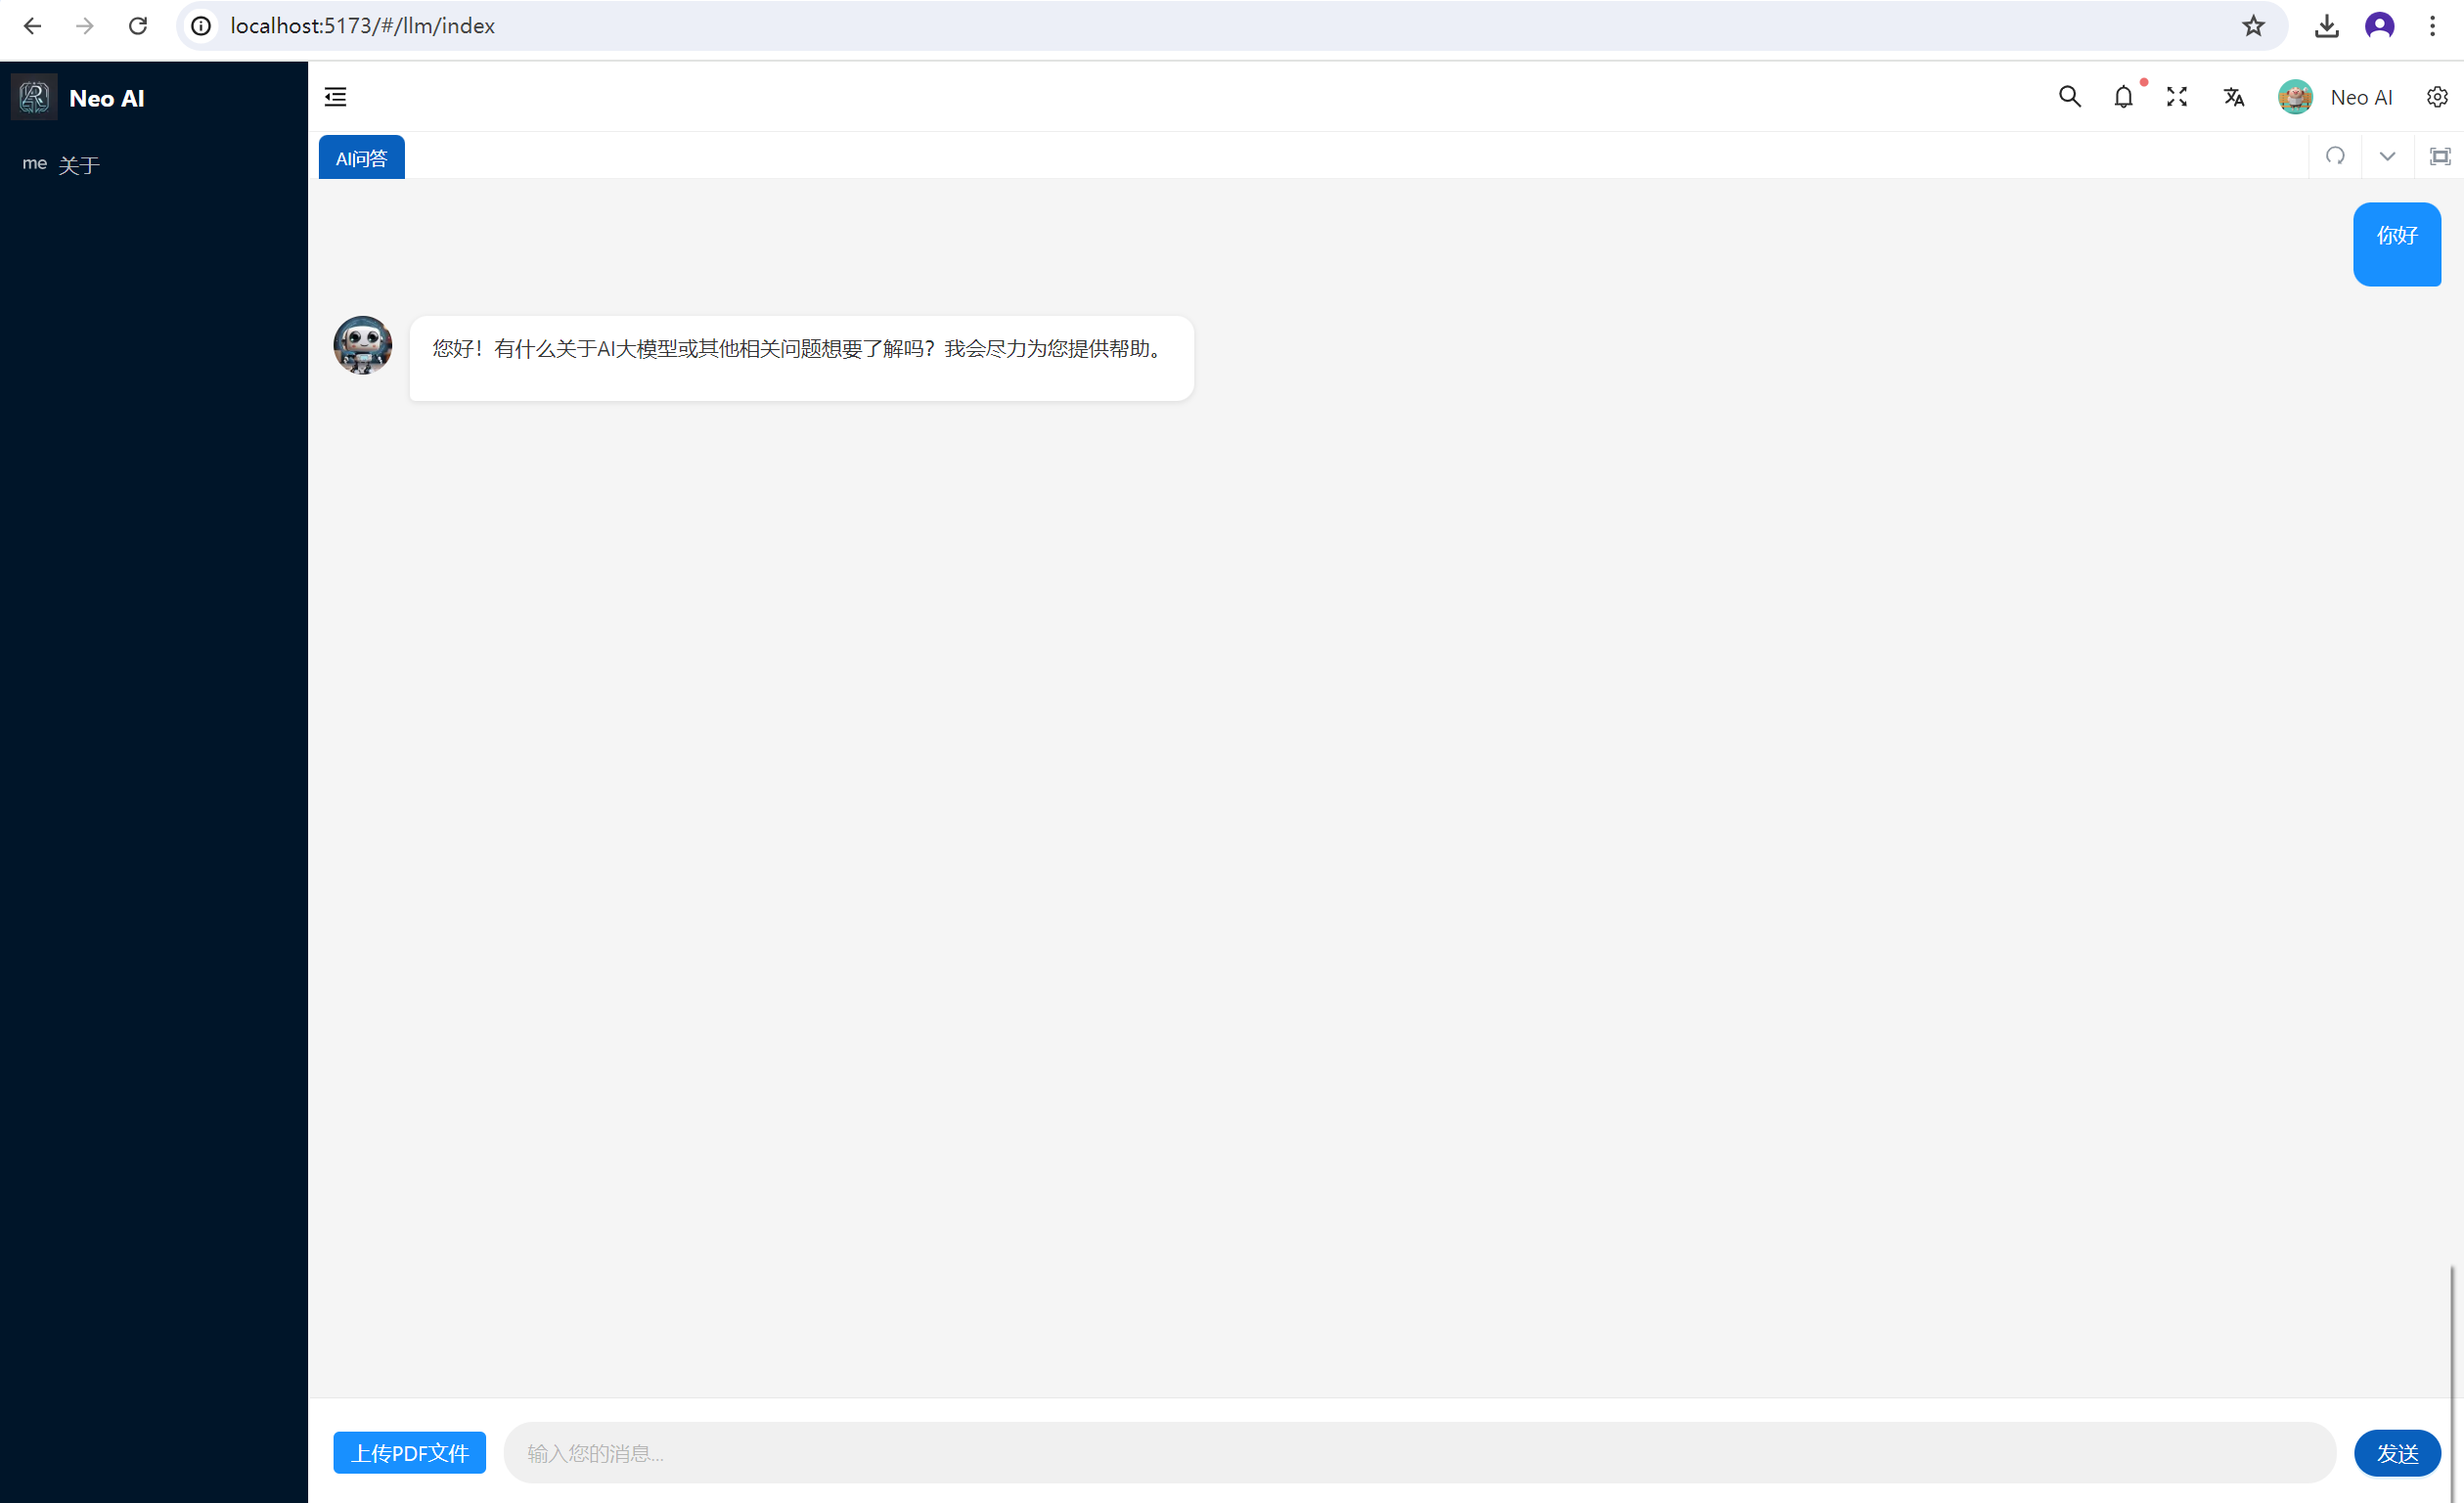 localhost:5173/#/llm/index
Neo AI
Neo AI
me 关于
AI问答
你好
您好！有什么关于AI大模型或其他相关问题想要了解吗？我会尽力为您提供帮助。
上传PDF文件
输入您的消息...
发送